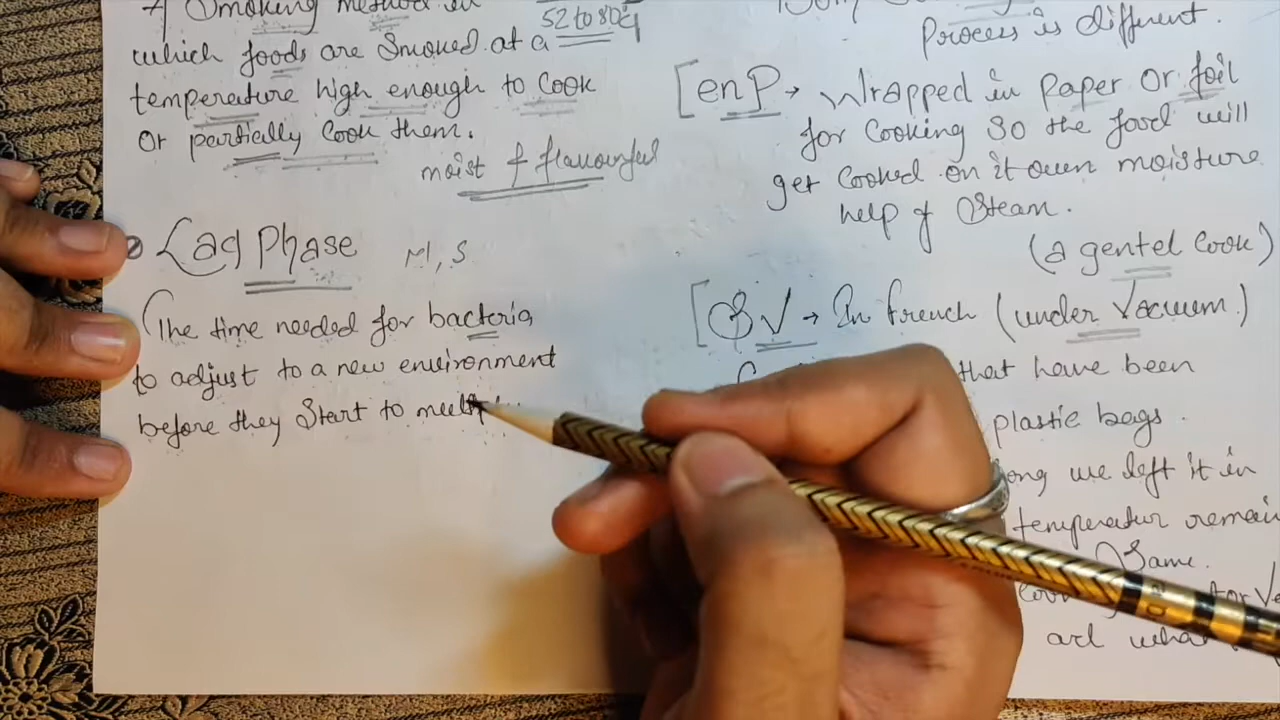 A Smoking method in
52 to 80°c
which foods are Smoked at a
temperature high enough to Cook
Or partially Cook them.
moist & flavourful
Lag Phase M, S
The time needed for bacteria
to adjust to a new environment
before they Start to
Process is different.
[en P → Wrapped in Paper Or foil
for Cooking So the food will
get Cooked on it own moisture
help of Steam.
(a gentel Cook)
[S V → In french (under Vacuum.)
that have been
plastic bags.
we left it in
temperatur remain
Same.